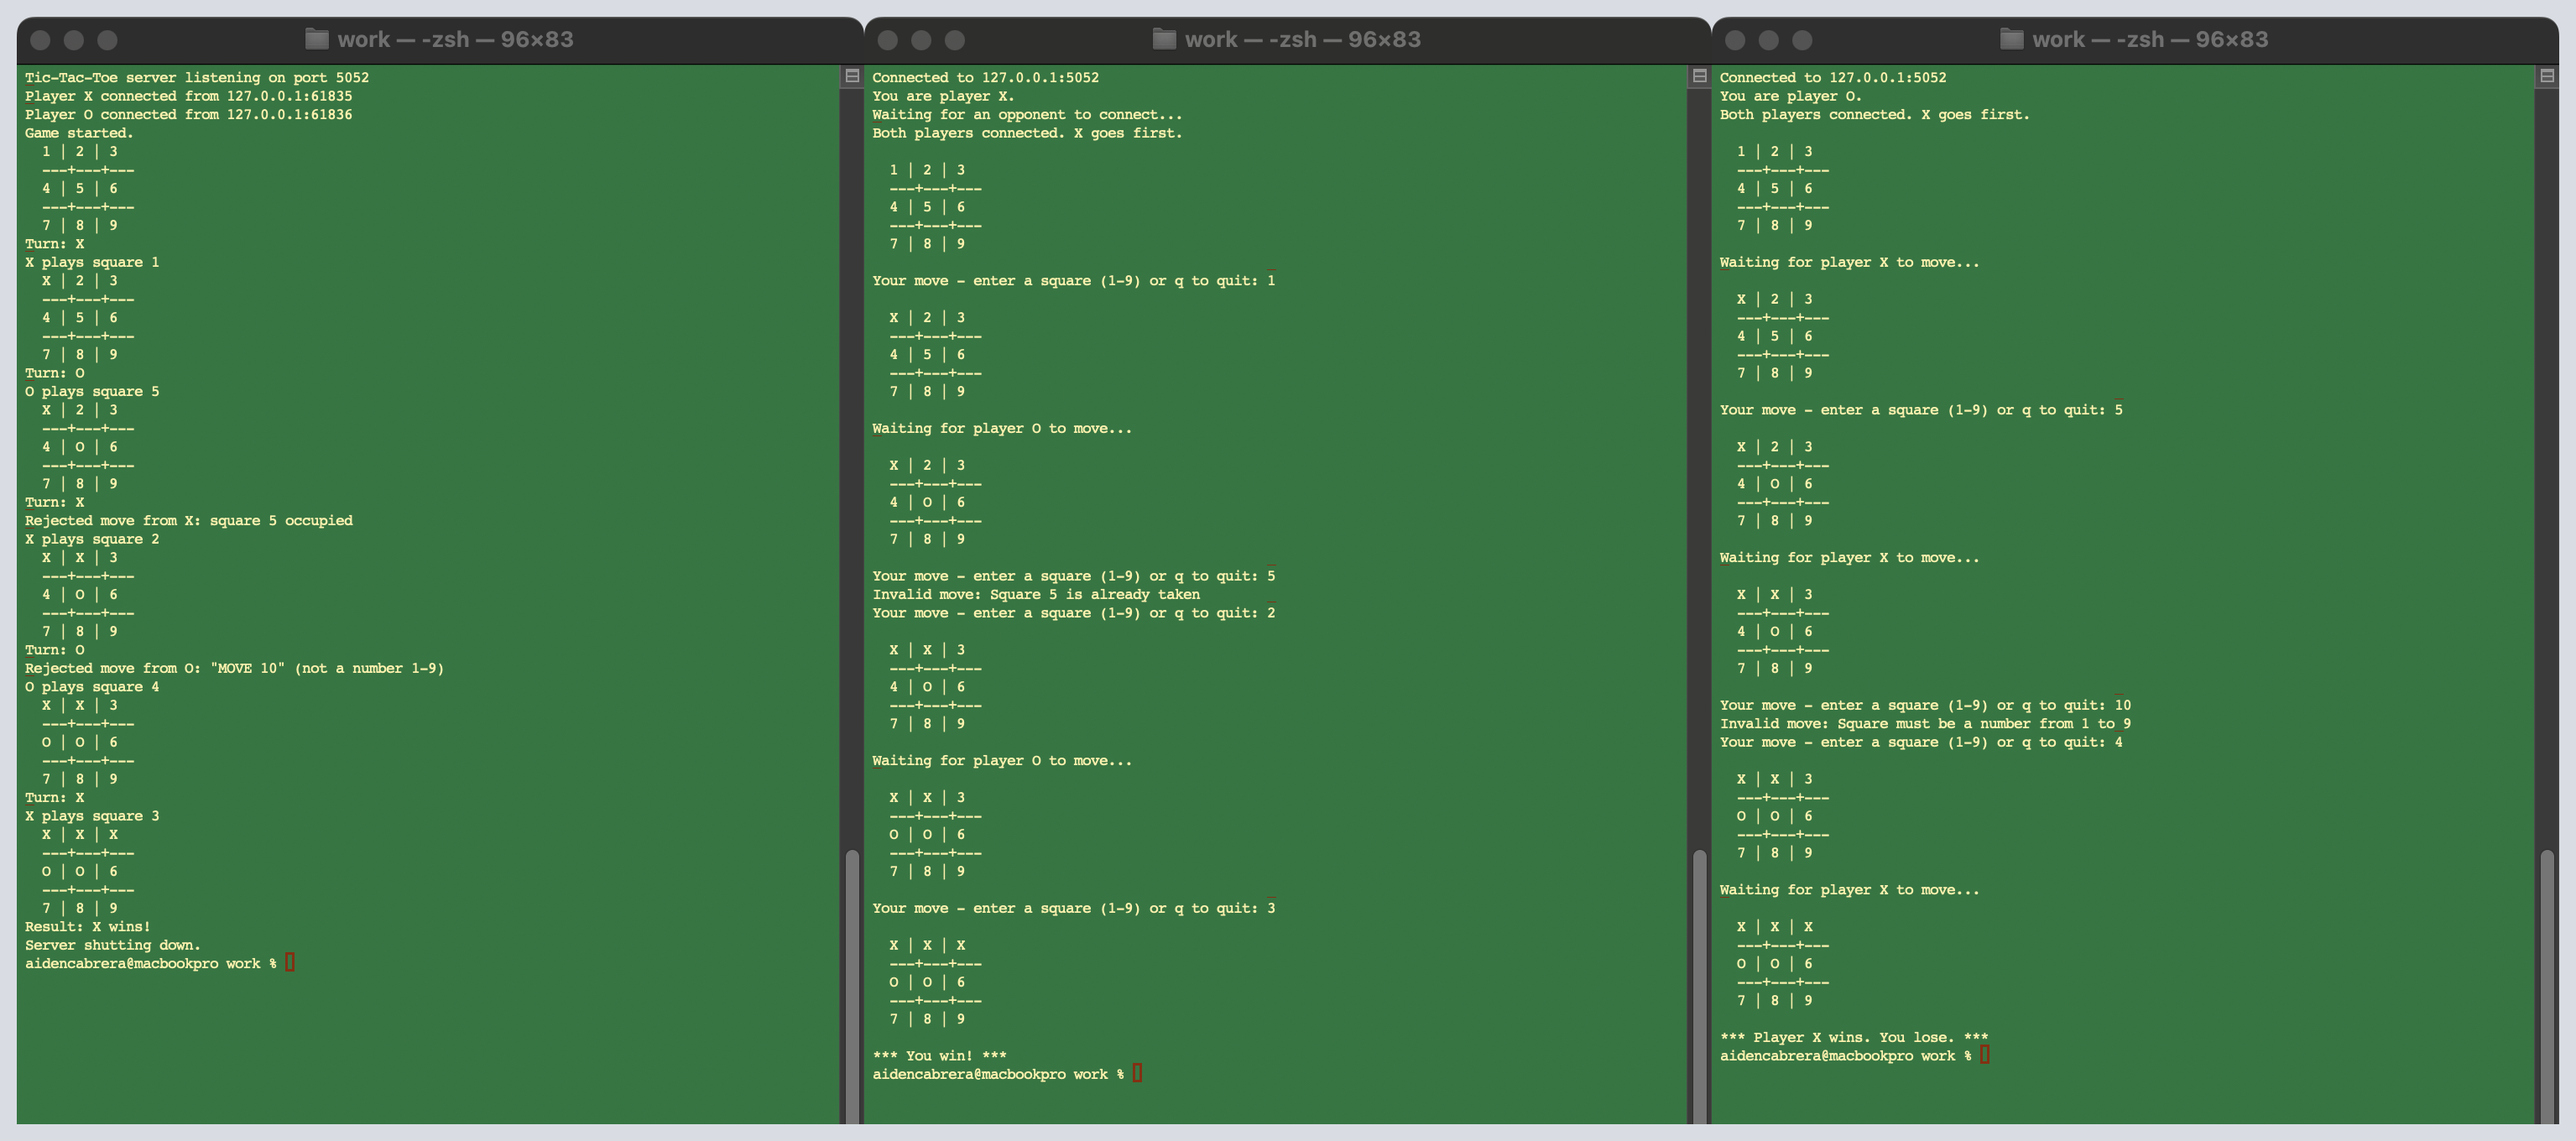 work — -zsh — 96×83
Tic-Tac-Toe server listening on port 5052
Player X connected from 127.0.0.1:61835
Player O connected from 127.0.0.1:61836
Game started.
  1 | 2 | 3
  ---+---+---
  4 | 5 | 6
  ---+---+---
  7 | 8 | 9
Turn: X
X plays square 1
  X | 2 | 3
  ---+---+---
  4 | 5 | 6
  ---+---+---
  7 | 8 | 9
Turn: O
O plays square 5
  X | 2 | 3
  ---+---+---
  4 | O | 6
  ---+---+---
  7 | 8 | 9
Turn: X
Rejected move from X: square 5 occupied
X plays square 2
  X | X | 3
  ---+---+---
  4 | O | 6
  ---+---+---
  7 | 8 | 9
Turn: O
Rejected move from O: "MOVE 10" (not a number 1-9)
O plays square 4
  X | X | 3
  ---+---+---
  O | O | 6
  ---+---+---
  7 | 8 | 9
Turn: X
X plays square 3
  X | X | X
  ---+---+---
  O | O | 6
  ---+---+---
  7 | 8 | 9
Result: X wins!
Server shutting down.
aidencabrera@macbookpro work %
work — -zsh — 96×83
Connected to 127.0.0.1:5052
You are player X.
Waiting for an opponent to connect...
Both players connected. X goes first.
  1 | 2 | 3
  ---+---+---
  4 | 5 | 6
  ---+---+---
  7 | 8 | 9
Your move - enter a square (1-9) or q to quit: 1
  X | 2 | 3
  ---+---+---
  4 | 5 | 6
  ---+---+---
  7 | 8 | 9
Waiting for player O to move...
  X | 2 | 3
  ---+---+---
  4 | O | 6
  ---+---+---
  7 | 8 | 9
Your move - enter a square (1-9) or q to quit: 5
Invalid move: Square 5 is already taken
Your move - enter a square (1-9) or q to quit: 2
  X | X | 3
  ---+---+---
  4 | O | 6
  ---+---+---
  7 | 8 | 9
Waiting for player O to move...
  X | X | 3
  ---+---+---
  O | O | 6
  ---+---+---
  7 | 8 | 9
Your move - enter a square (1-9) or q to quit: 3
  X | X | X
  ---+---+---
  O | O | 6
  ---+---+---
  7 | 8 | 9
*** You win! ***
aidencabrera@macbookpro work %
work — -zsh — 96×83
Connected to 127.0.0.1:5052
You are player O.
Both players connected. X goes first.
  1 | 2 | 3
  ---+---+---
  4 | 5 | 6
  ---+---+---
  7 | 8 | 9
Waiting for player X to move...
  X | 2 | 3
  ---+---+---
  4 | 5 | 6
  ---+---+---
  7 | 8 | 9
Your move - enter a square (1-9) or q to quit: 5
  X | 2 | 3
  ---+---+---
  4 | O | 6
  ---+---+---
  7 | 8 | 9
Waiting for player X to move...
  X | X | 3
  ---+---+---
  4 | O | 6
  ---+---+---
  7 | 8 | 9
Your move - enter a square (1-9) or q to quit: 10
Invalid move: Square must be a number from 1 to 9
Your move - enter a square (1-9) or q to quit: 4
  X | X | 3
  ---+---+---
  O | O | 6
  ---+---+---
  7 | 8 | 9
Waiting for player X to move...
  X | X | X
  ---+---+---
  O | O | 6
  ---+---+---
  7 | 8 | 9
*** Player X wins. You lose. ***
aidencabrera@macbookpro work %